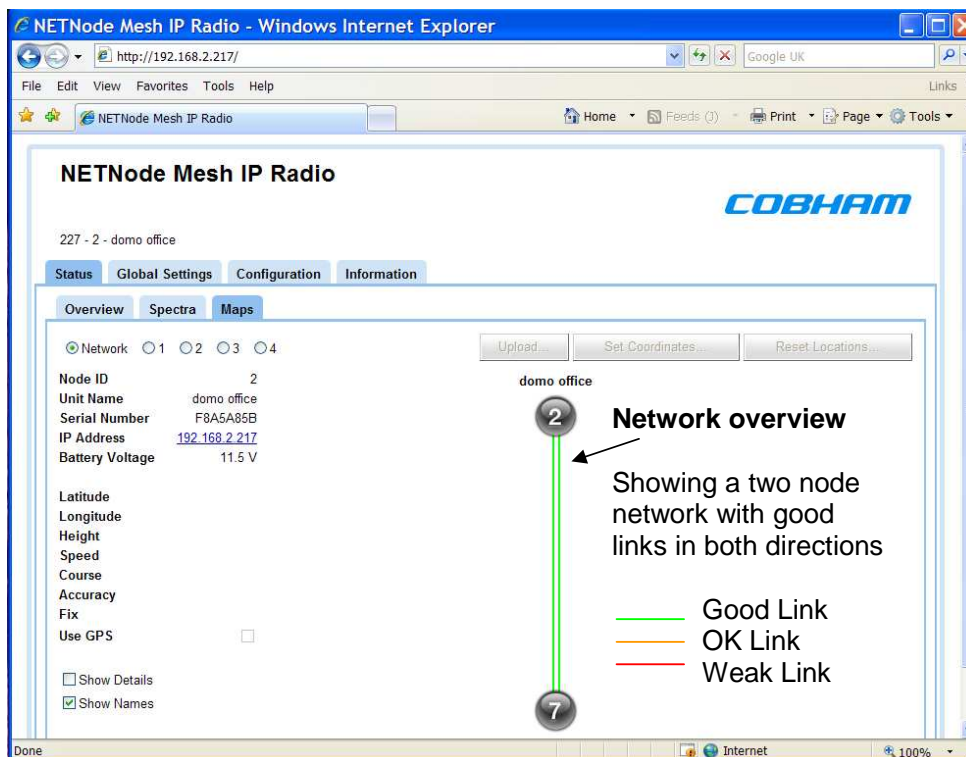 NETNode Mesh IP Radio - Windows Internet Explorer
http://192.168.2.217/
Google UK
File Edit View Favorites Tools Help
Links
NETNode Mesh IP Radio
Home Feeds (J) Print Page Tools
NETNode Mesh IP Radio
COBHAM
227 - 2 - domo office
Status Global Settings Configuration Information
Overview Spectra Maps
Network 1 2 3 4
Upload... Set Coordinates... Reset Locations...
Node ID 2
Unit Name domo office
Serial Number F8A5A85B
IP Address 192.168.2.217
Battery Voltage 11.5 V
Latitude
Longitude
Height
Speed
Course
Accuracy
Fix
Use GPS
Show Details
Show Names
domo office
2
Network overview
Showing a two node
network with good
links in both directions
Good Link
OK Link
Weak Link
7
Done
Internet
100%